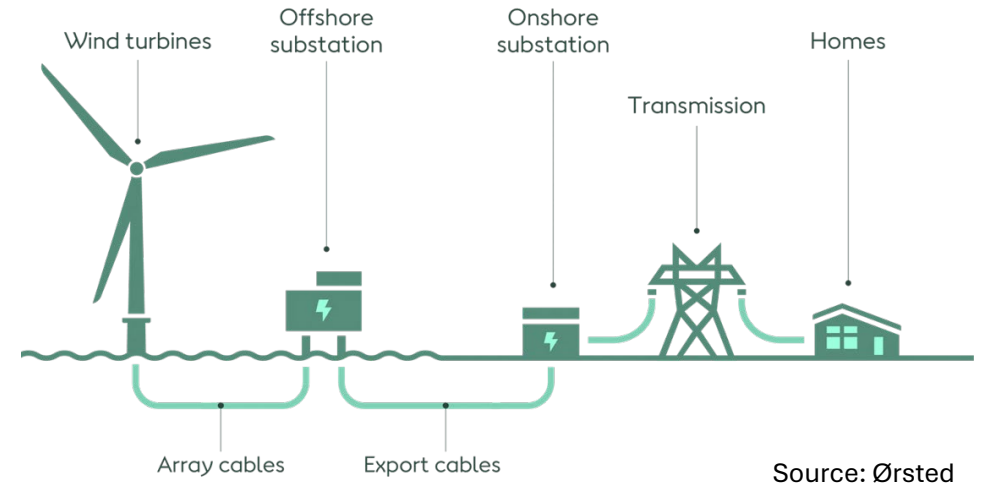 Wind turbines
Offshore
substation
Onshore
substation
Homes
Transmission
Array cables
Export cables
Source: Ørsted